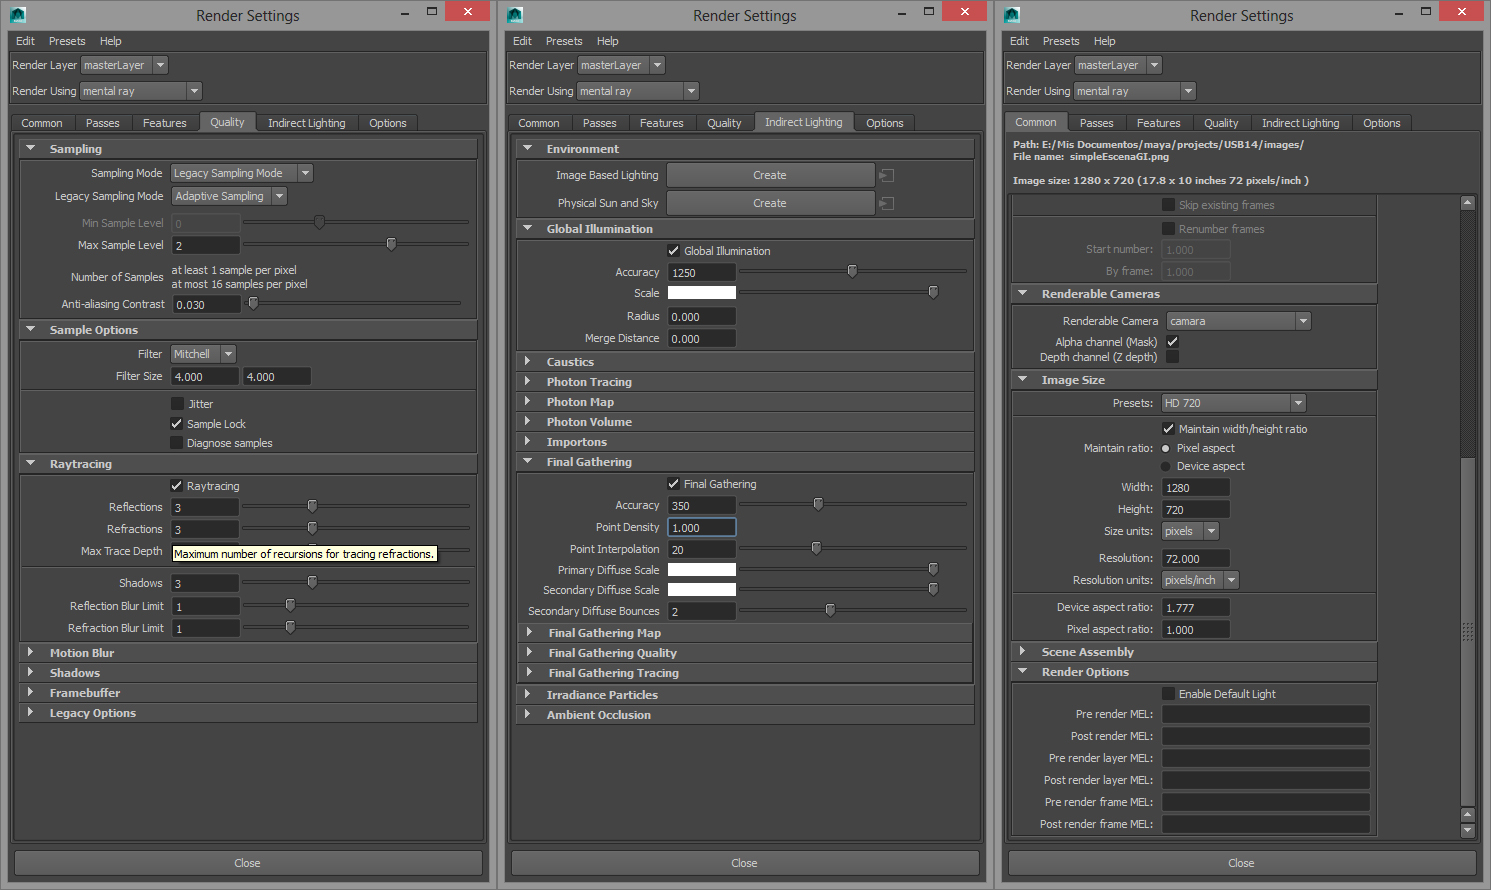 Render Settings
Edit Presets Help
Render Layer masterLayer
Render Using mental ray
Common Passes Features Quality Indirect Lighting Options
Sampling
Sampling Mode Legacy Sampling Mode
Legacy Sampling Mode Adaptive Sampling
Min Sample Level 0
Max Sample Level 2
Number of Samples at least 1 sample per pixel
at most 16 samples per pixel
Anti-aliasing Contrast 0.030
Sample Options
Filter Mitchell
Filter Size 4.000 4.000
Jitter
Sample Lock
Diagnose samples
Raytracing
Raytracing
Reflections 3
Refractions 3
Max Trace Depth
Maximum number of recursions for tracing refractions.
Shadows 3
Reflection Blur Limit 1
Refraction Blur Limit 1
Motion Blur
Shadows
Framebuffer
Legacy Options
Close
Render Settings
Edit Presets Help
Render Layer masterLayer
Render Using mental ray
Common Passes Features Quality Indirect Lighting Options
Environment
Image Based Lighting Create
Physical Sun and Sky Create
Global Illumination
Global Illumination
Accuracy 1250
Scale
Radius 0.000
Merge Distance 0.000
Caustics
Photon Tracing
Photon Map
Photon Volume
Importons
Final Gathering
Final Gathering
Accuracy 350
Point Density 1.000
Point Interpolation 20
Primary Diffuse Scale
Secondary Diffuse Scale
Secondary Diffuse Bounces 2
Final Gathering Map
Final Gathering Quality
Final Gathering Tracing
Irradiance Particles
Ambient Occlusion
Close
Render Settings
Edit Presets Help
Render Layer masterLayer
Render Using mental ray
Common Passes Features Quality Indirect Lighting Options
Path: E:/Mis Documentos/maya/projects/USB14/images/
File name: simpleEscenaGI.png
Image size: 1280 x 720 (17.8 x 10 inches 72 pixels/inch )
Skip existing frames
Renumber frames
Start number: 1.000
By frame: 1.000
Renderable Cameras
Renderable Camera camara
Alpha channel (Mask)
Depth channel (Z depth)
Image Size
Presets: HD 720
Maintain width/height ratio
Maintain ratio: Pixel aspect
Device aspect
Width: 1280
Height: 720
Size units: pixels
Resolution: 72.000
Resolution units: pixels/inch
Device aspect ratio: 1.777
Pixel aspect ratio: 1.000
Scene Assembly
Render Options
Enable Default Light
Pre render MEL:
Post render MEL:
Pre render layer MEL:
Post render layer MEL:
Pre render frame MEL:
Post render frame MEL:
Close